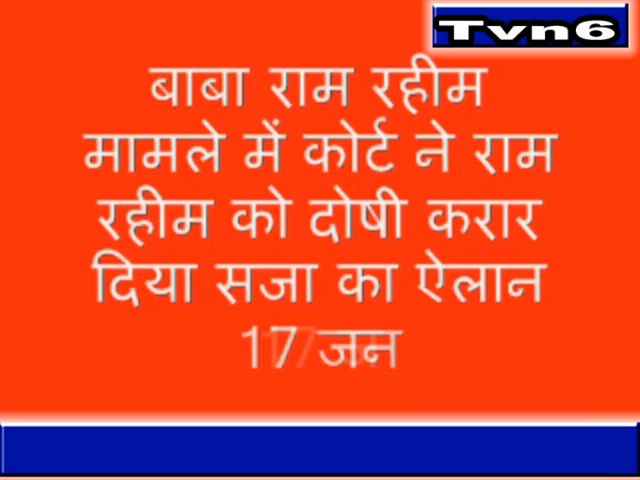 Tvn6
बाबा राम रहीम
मामले में कोर्ट ने राम
रहीम को दोषी करार
दिया सजा का ऐलान
17 जन